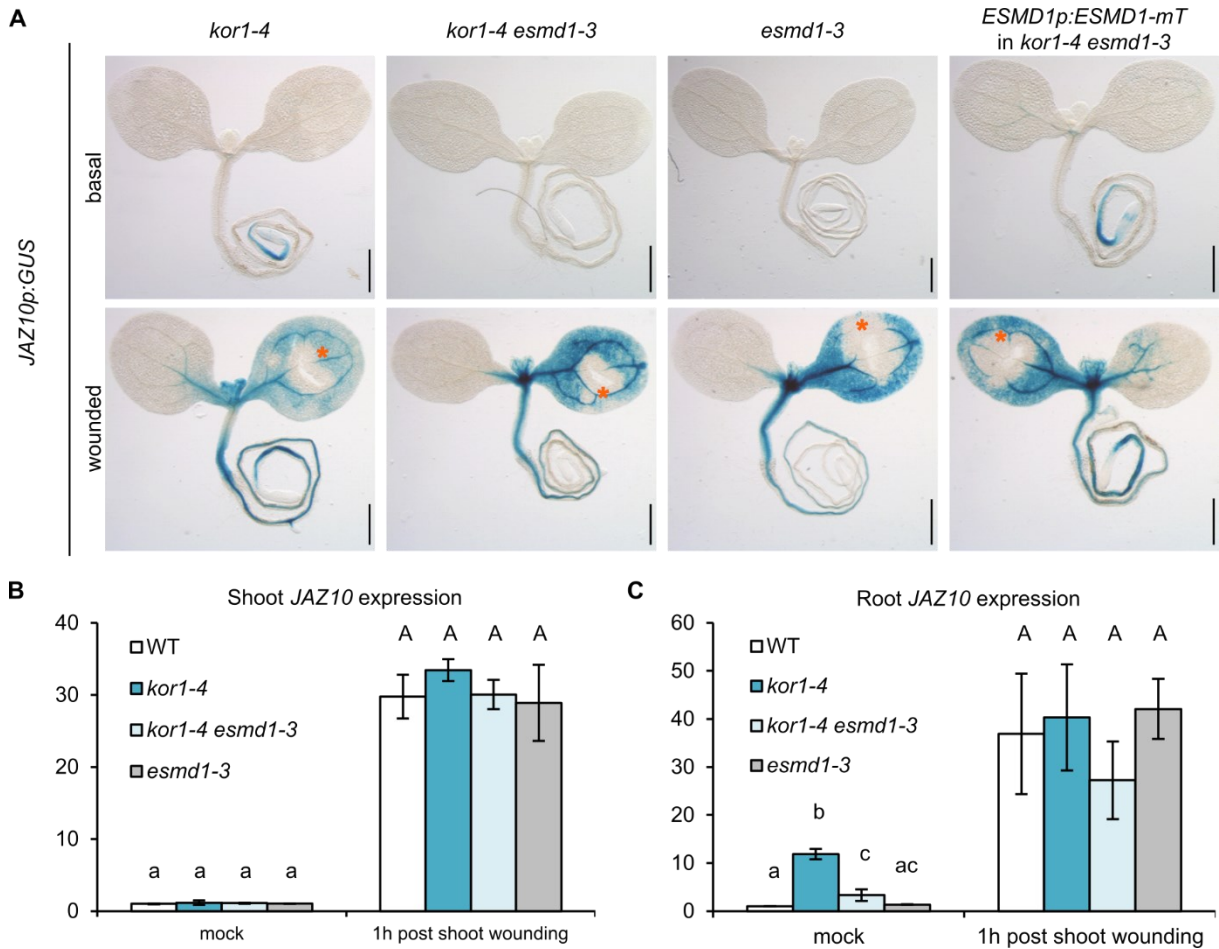 A
kor1-4
kor1-4 esmd1-3
esmd1-3
ESMD1p:ESMD1-mT
in kor1-4 esmd1-3
JAZ10p:GUS
basal
wounded
*
*
*
*
B
Shoot JAZ10 expression
40
30
20
10
0
WT
kor1-4
kor1-4 esmd1-3
esmd1-3
a
a
a
a
A
A
A
A
mock
1h post shoot wounding
C
Root JAZ10 expression
60
50
40
30
20
10
0
WT
kor1-4
kor1-4 esmd1-3
esmd1-3
a
b
c
ac
A
A
A
A
mock
1h post shoot wounding